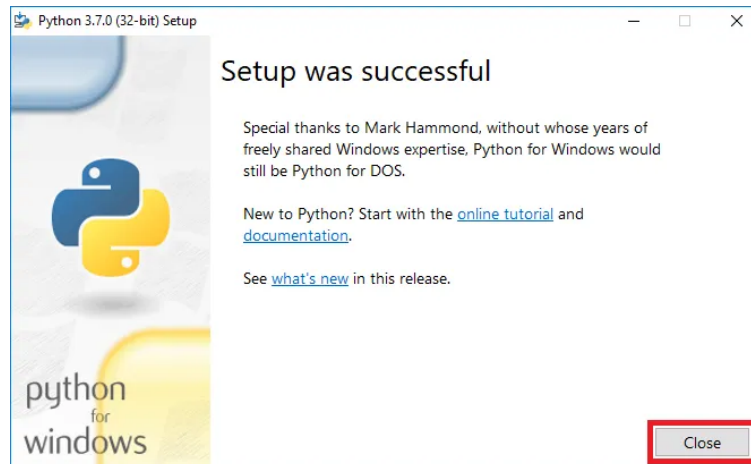 Python 3.7.0 (32-bit) Setup
Setup was successful
Special thanks to Mark Hammond, without whose years of
freely shared Windows expertise, Python for Windows would
still be Python for DOS.
New to Python? Start with the online tutorial and
documentation.
See what's new in this release.
python
for
windows
Close